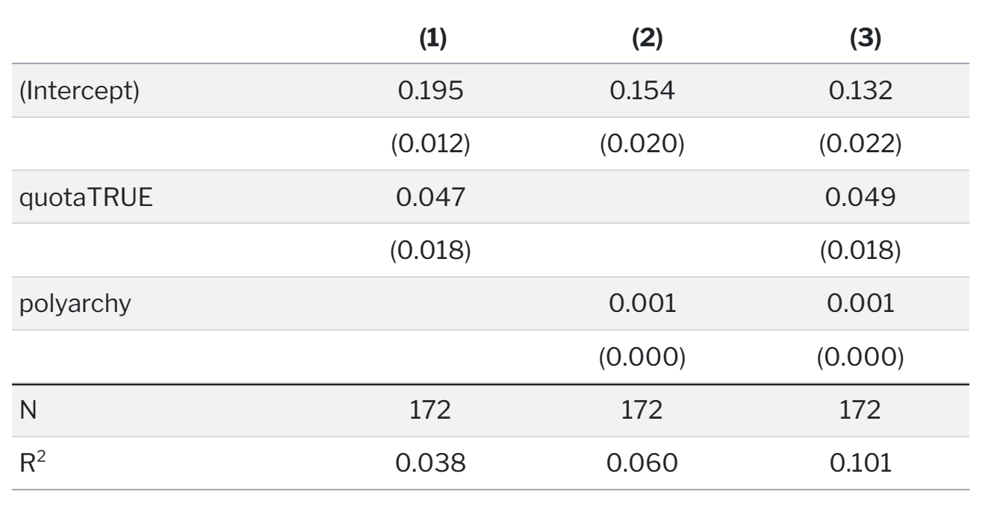 (1) (2) (3)
(Intercept) 0.195 0.154 0.132
(0.012) (0.020) (0.022)
quotaTRUE 0.047 0.049
(0.018) (0.018)
polyarchy 0.001 0.001
(0.000) (0.000)
N 172 172 172
R² 0.038 0.060 0.101